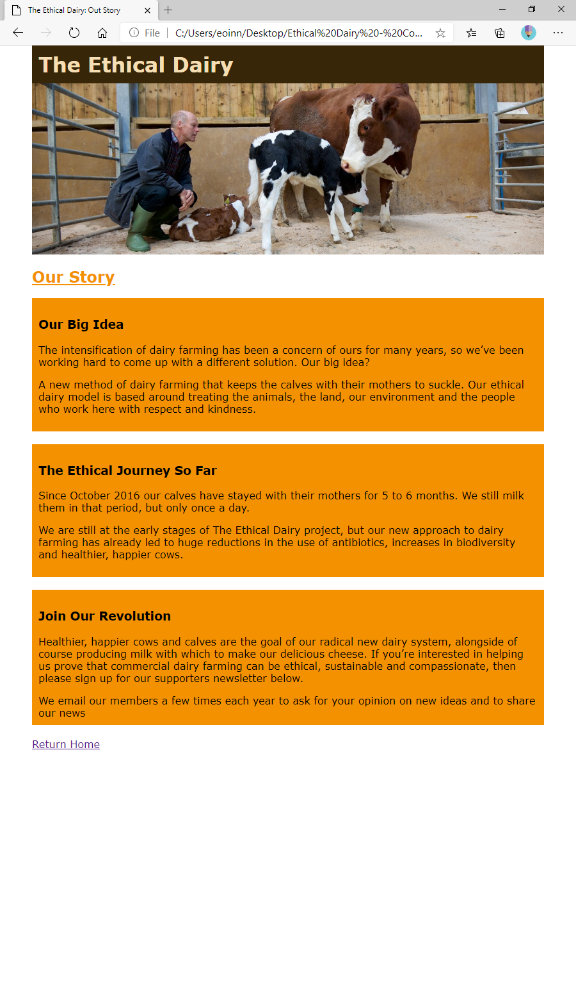 The Ethical Dairy: Out Story
File
C:/Users/eoinn/Desktop/Ethical%20Dairy%20-%20Co...
The Ethical Dairy
Our Story
Our Big Idea
The intensification of dairy farming has been a concern of ours for many years, so we’ve been
working hard to come up with a different solution. Our big idea?
A new method of dairy farming that keeps the calves with their mothers to suckle. Our ethical
dairy model is based around treating the animals, the land, our environment and the people
who work here with respect and kindness.
The Ethical Journey So Far
Since October 2016 our calves have stayed with their mothers for 5 to 6 months. We still milk
them in that period, but only once a day.
We are still at the early stages of The Ethical Dairy project, but our new approach to dairy
farming has already led to huge reductions in the use of antibiotics, increases in biodiversity
and healthier, happier cows.
Join Our Revolution
Healthier, happier cows and calves are the goal of our radical new dairy system, alongside of
course producing milk with which to make our delicious cheese. If you’re interested in helping
us prove that commercial dairy farming can be ethical, sustainable and compassionate, then
please sign up for our supporters newsletter below.
We email our members a few times each year to ask for your opinion on new ideas and to share
our news
Return Home